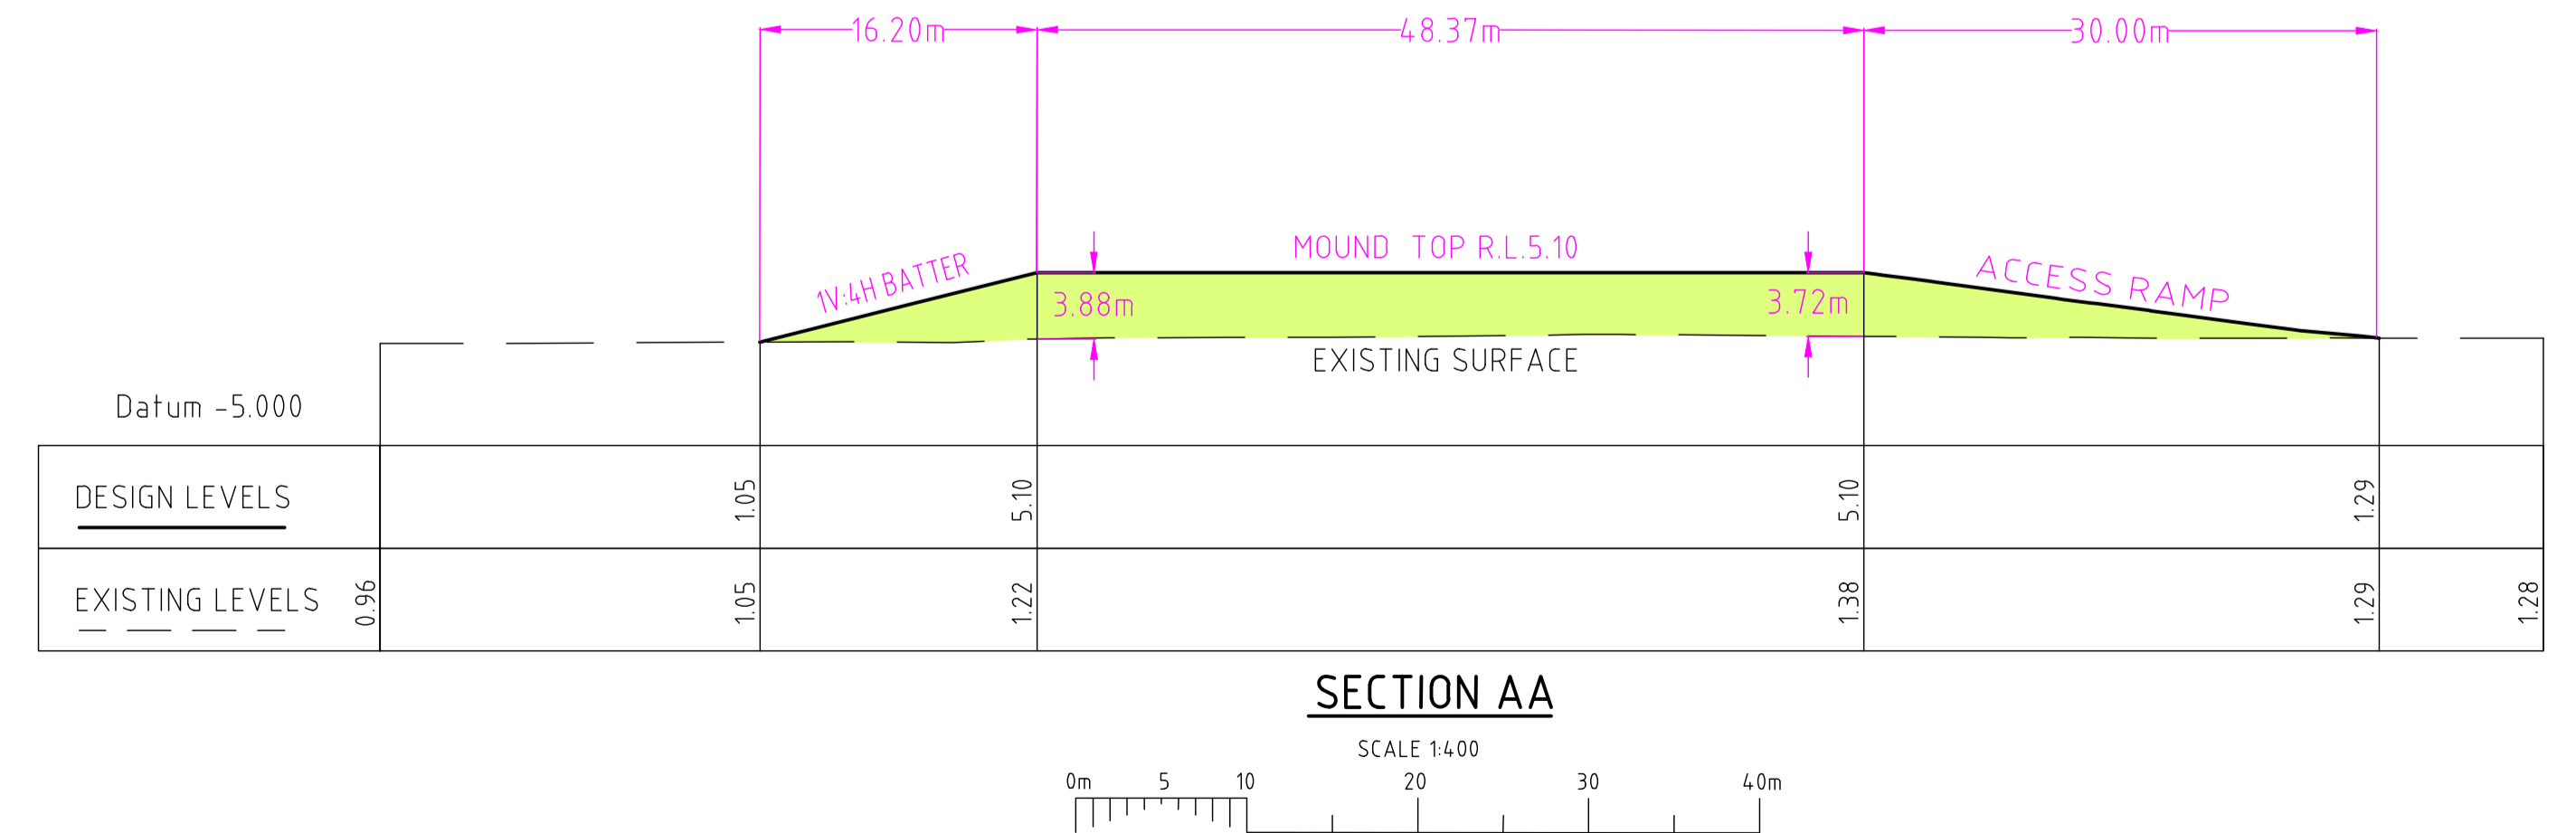 16.20m 48.37m 30.00m
1V:4H BATTER
MOUND TOP R.L.5.10
ACCESS RAMP
3.88m 3.72m
EXISTING SURFACE
Datum -5.000
DESIGN LEVELS 1.05 5.10 5.10 1.29
EXISTING LEVELS 0.96 1.05 1.22 1.38 1.29 1.28
SECTION AA
SCALE 1:400
0m 5 10 20 30 40m